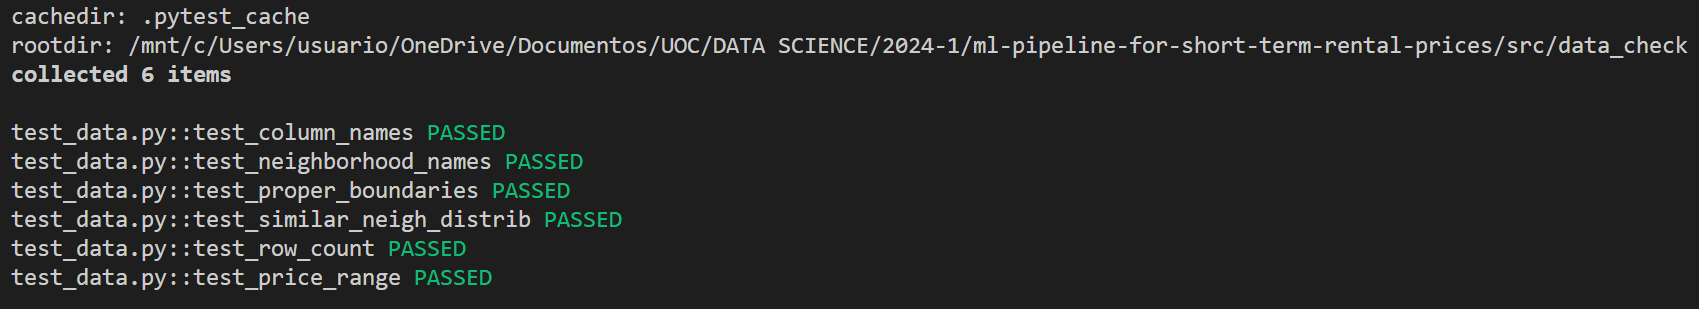 cachedir: .pytest_cache
rootdir: /mnt/c/Users/usuario/OneDrive/Documentos/UOC/DATA SCIENCE/2024-1/ml-pipeline-for-short-term-rental-prices/src/data_check
collected 6 items
test_data.py::test_column_names PASSED
test_data.py::test_neighborhood_names PASSED
test_data.py::test_proper_boundaries PASSED
test_data.py::test_similar_neigh_distrib PASSED
test_data.py::test_row_count PASSED
test_data.py::test_price_range PASSED